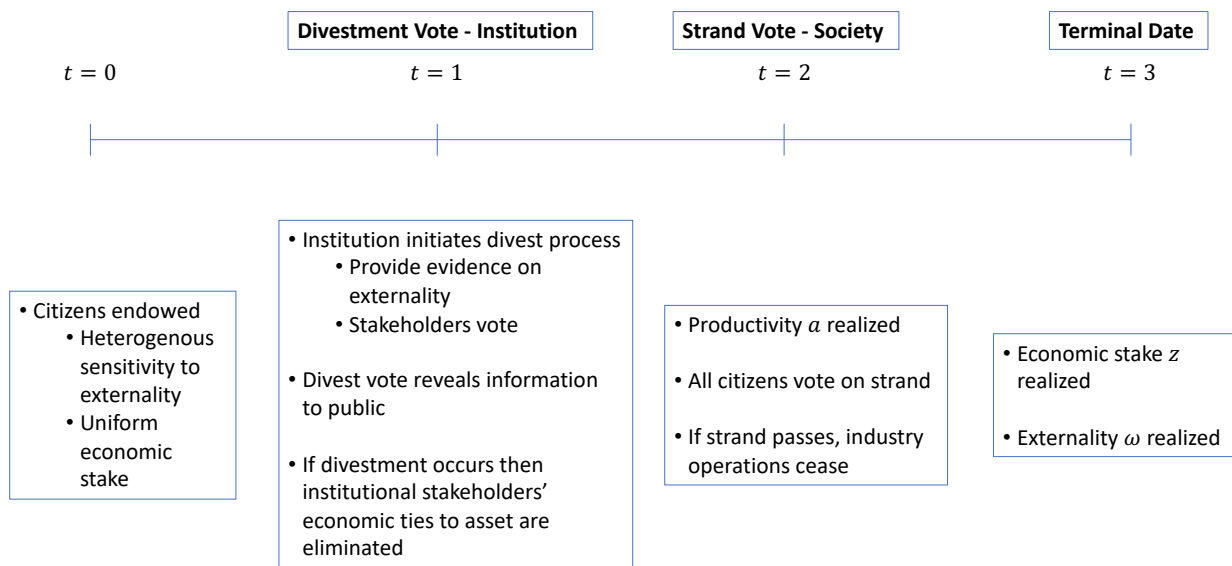 Divestment Vote - Institution
Strand Vote - Society
Terminal Date
t = 0
t = 1
t = 2
t = 3
• Citizens endowed
• Heterogenous
sensitivity to
externality
• Uniform
economic
stake
• Institution initiates divest process
• Provide evidence on
externality
• Stakeholders vote
• Divest vote reveals information
to public
• If divestment occurs then
institutional stakeholders’
economic ties to asset are
eliminated
• Productivity a realized
• All citizens vote on strand
• If strand passes, industry
operations cease
• Economic stake z
realized
• Externality ω realized